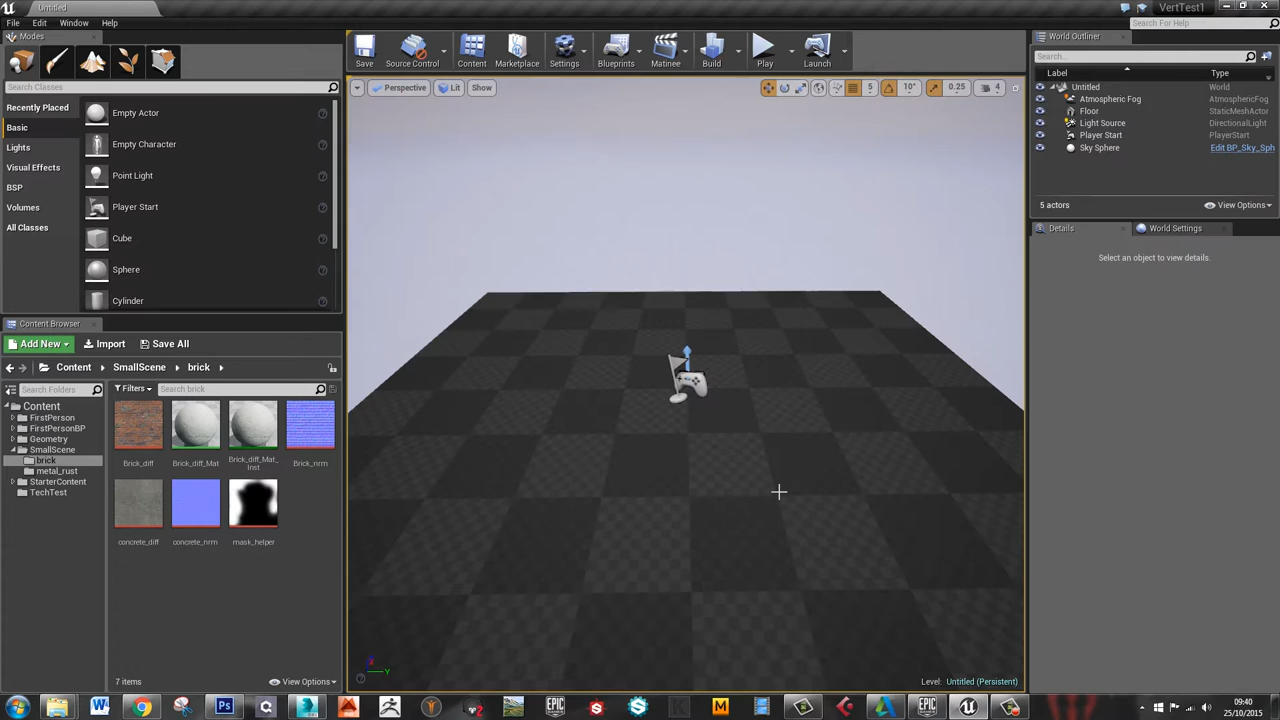 Untitled
VertTest1
File Edit Window Help
Search For Help
Modes
Search Classes
Recently Placed
Basic
Lights
Visual Effects
BSP
Volumes
All Classes
Empty Actor
Empty Character
Point Light
Player Start
Cube
Sphere
Cylinder
Save Source Control Content Marketplace Settings Blueprints Matinee Build Play Launch
Perspective Lit Show
5 10° 0.25 4
World Outliner
Search...
Label Type
Untitled World
Atmospheric Fog AtmosphericFog
Floor StaticMeshActor
Light Source DirectionalLight
Player Start PlayerStart
Sky Sphere Edit BP_Sky_Sph
5 actors View Options
Details World Settings
Select an object to view details.
Content Browser
Add New Import Save All
Content SmallScene brick
Search Folders Filters Search brick
Content
FirstPerson
FirstPersonBP
Geometry
SmallScene
brick
metal_rust
StarterContent
TechTest
Brick_diff Brick_diff_Mat Brick_diff_Mat_
Inst Brick_nrm
concrete_diff concrete_nrm mask_helper
7 items View Options
X
Y
Level: Untitled (Persistent)
09:40
25/10/2015